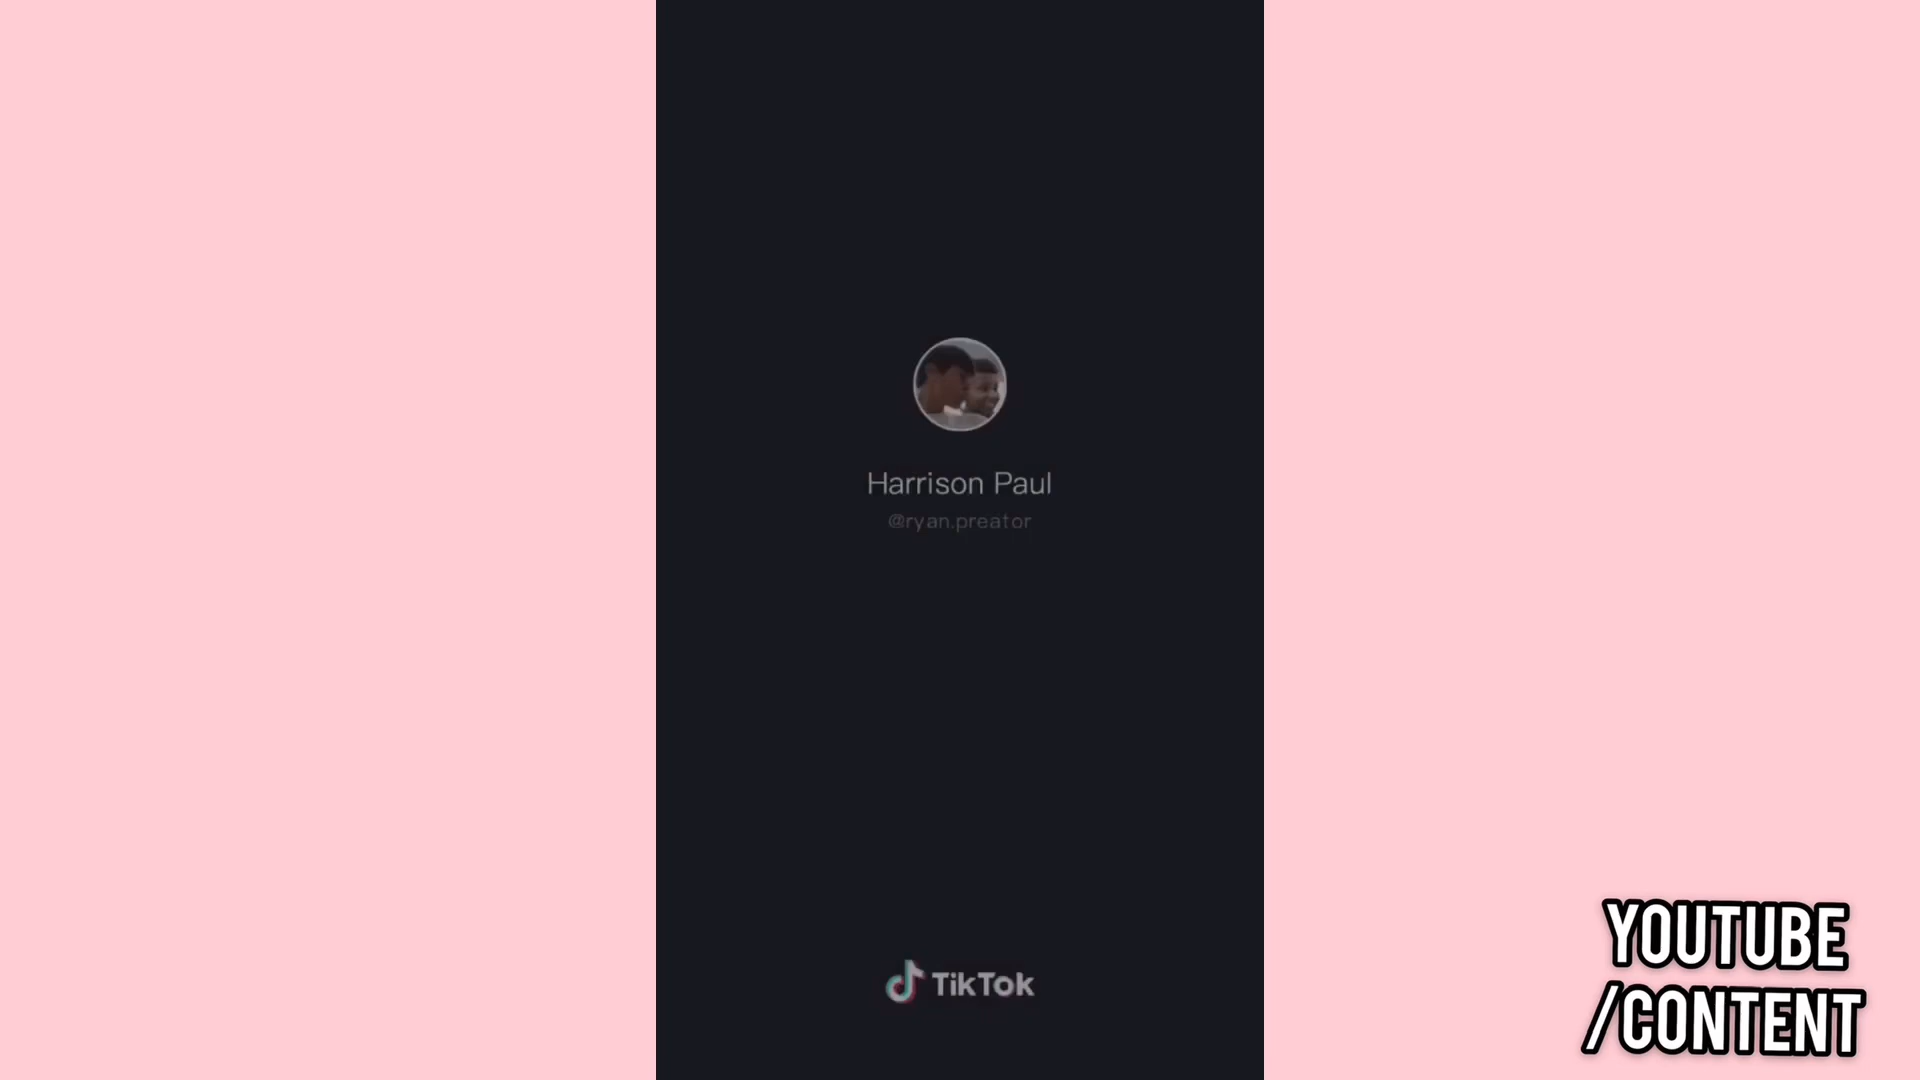 Harrison Paul
@ryan.preator
TikTok
YOUTUBE
/CONTENT